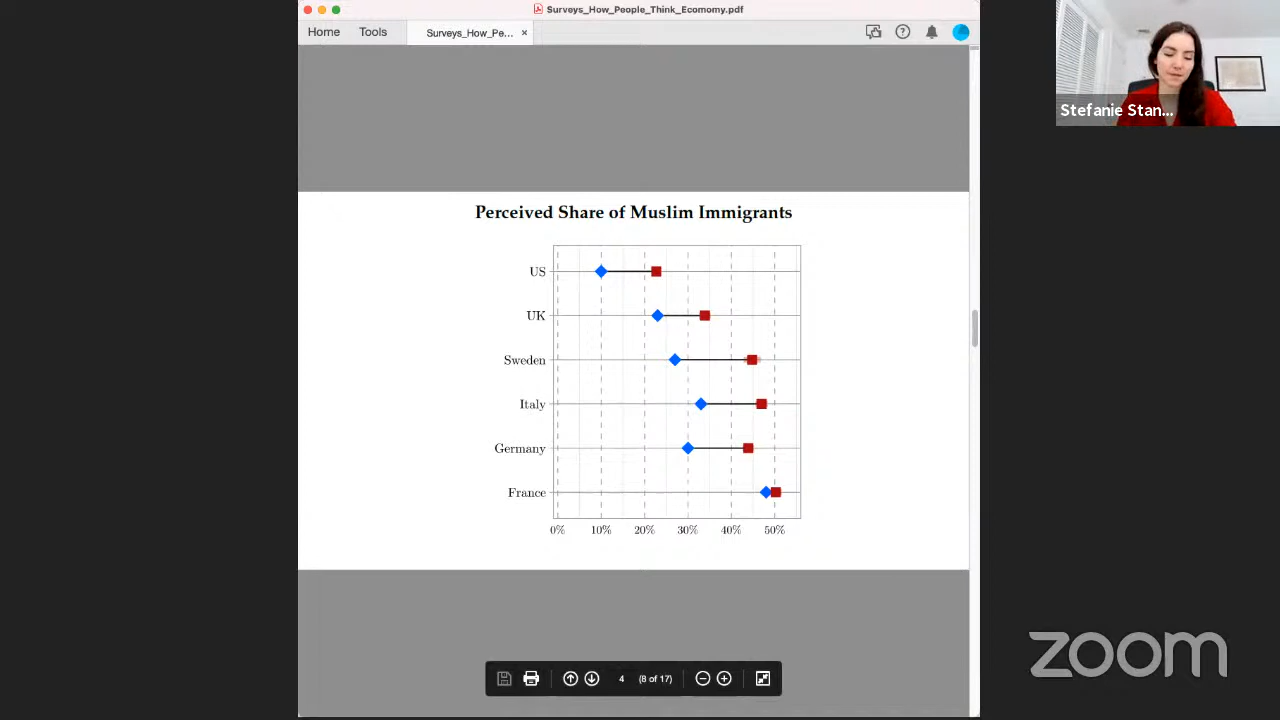 Surveys_How_People_Think_Ecomomy.pdf
Home Tools Surveys_How_Pe... ×
Stefanie Stan...
Perceived Share of Muslim Immigrants
US
UK
Sweden
Italy
Germany
France
0% 10% 20% 30% 40% 50%
4 (8 of 17)
zoom